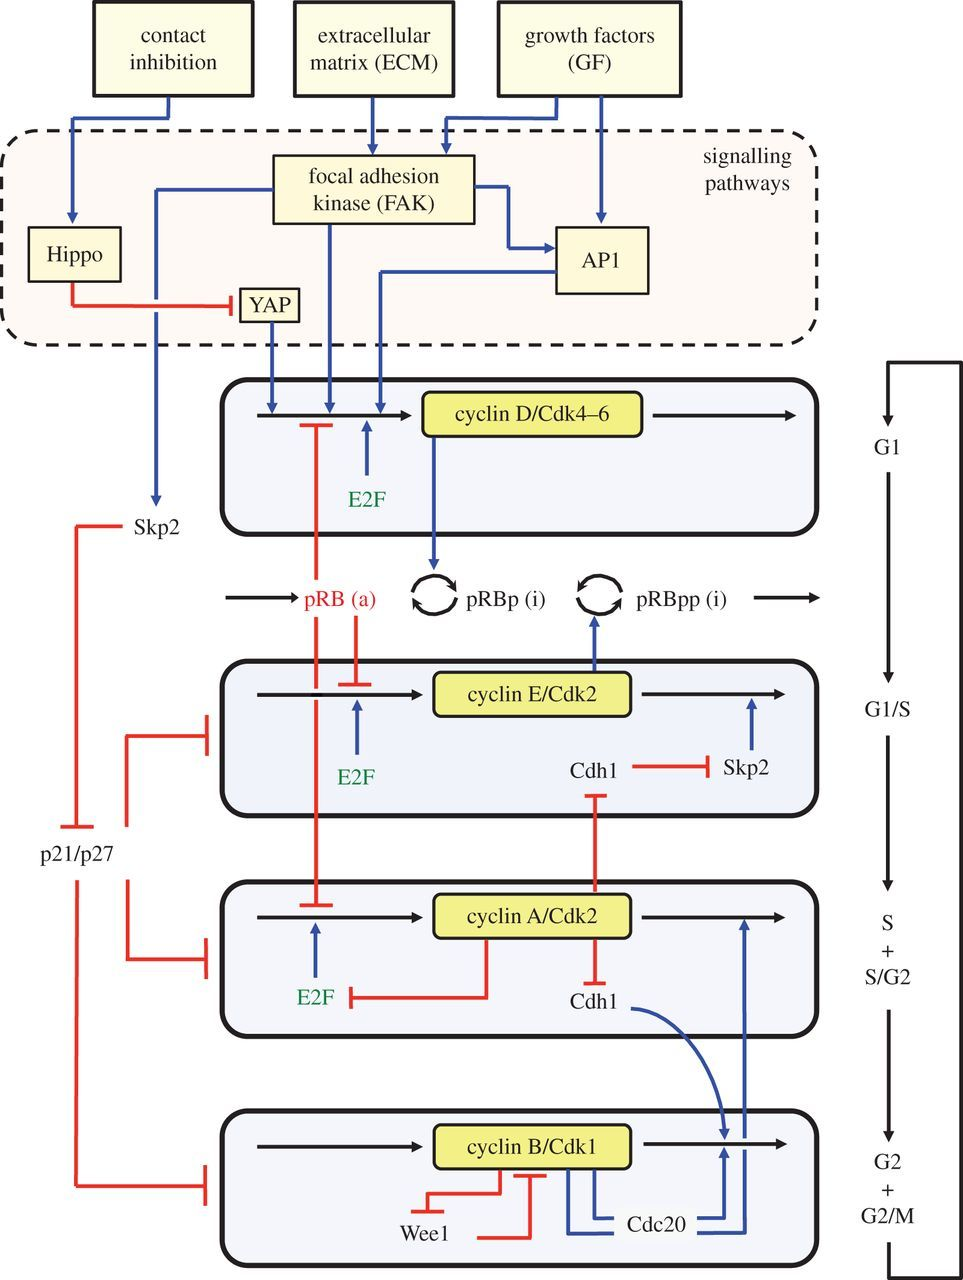 contact
inhibition
extracellular
matrix (ECM)
growth factors
(GF)
signalling
pathways
focal adhesion
kinase (FAK)
Hippo
AP1
YAP
cyclin D/Cdk4–6
G1
E2F
Skp2
pRB (a)
pRBp (i)
pRBpp (i)
cyclin E/Cdk2
G1/S
E2F
Cdh1
Skp2
p21/p27
cyclin A/Cdk2
S
+
S/G2
E2F
Cdh1
cyclin B/Cdk1
G2
+
G2/M
Wee1
Cdc20